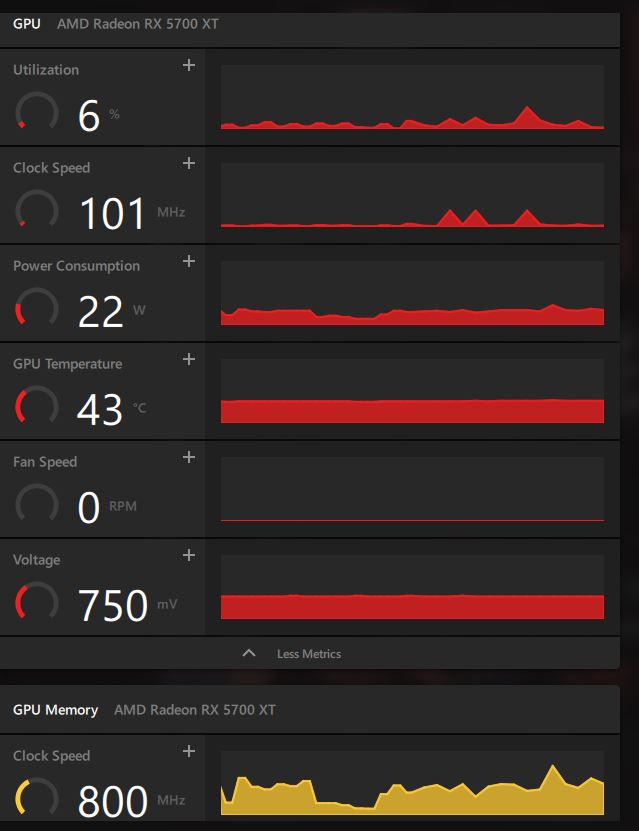 GPU AMD Radeon RX 5700 XT
Utilization
6 %
Clock Speed
101 MHz
Power Consumption
22 W
GPU Temperature
43 °C
Fan Speed
0 RPM
Voltage
750 mV
Less Metrics
GPU Memory AMD Radeon RX 5700 XT
Clock Speed
800 MHz